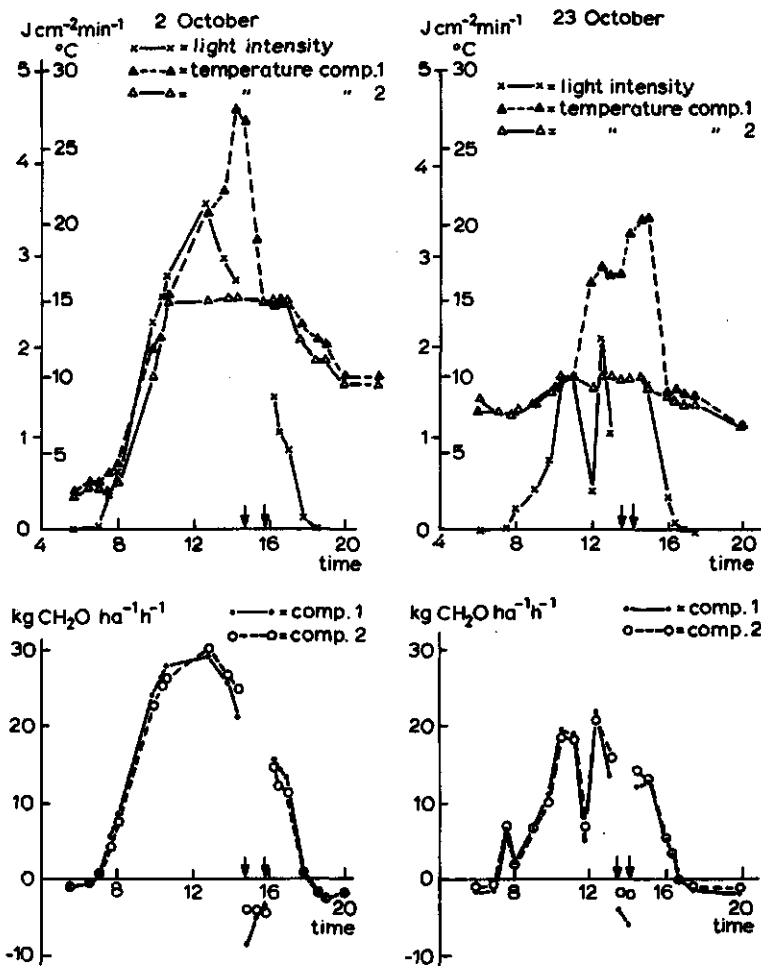 2 October
J cm⁻² min⁻¹
°C
×—× = light intensity
▲--▲ = temperature comp.1
△—△ = " " 2
5 30
25
4
20
3
15
2
10
1
5
0
4 8 12 16 20
time
23 October
J cm⁻² min⁻¹
°C
×—× = light intensity
▲--▲ = temperature comp.1
△—△ = " " 2
5 30
25
4
20
3
15
2
10
1
5
0
4 8 12 16 20
time
kg CH₂O ha⁻¹ h⁻¹
= comp. 1
= comp. 2
30
20
10
0
8 12 20
time
-10
kg CH₂O ha⁻¹ h⁻¹
= comp. 1
= comp. 2
30
20
10
0
8 12 16 20
time
-10